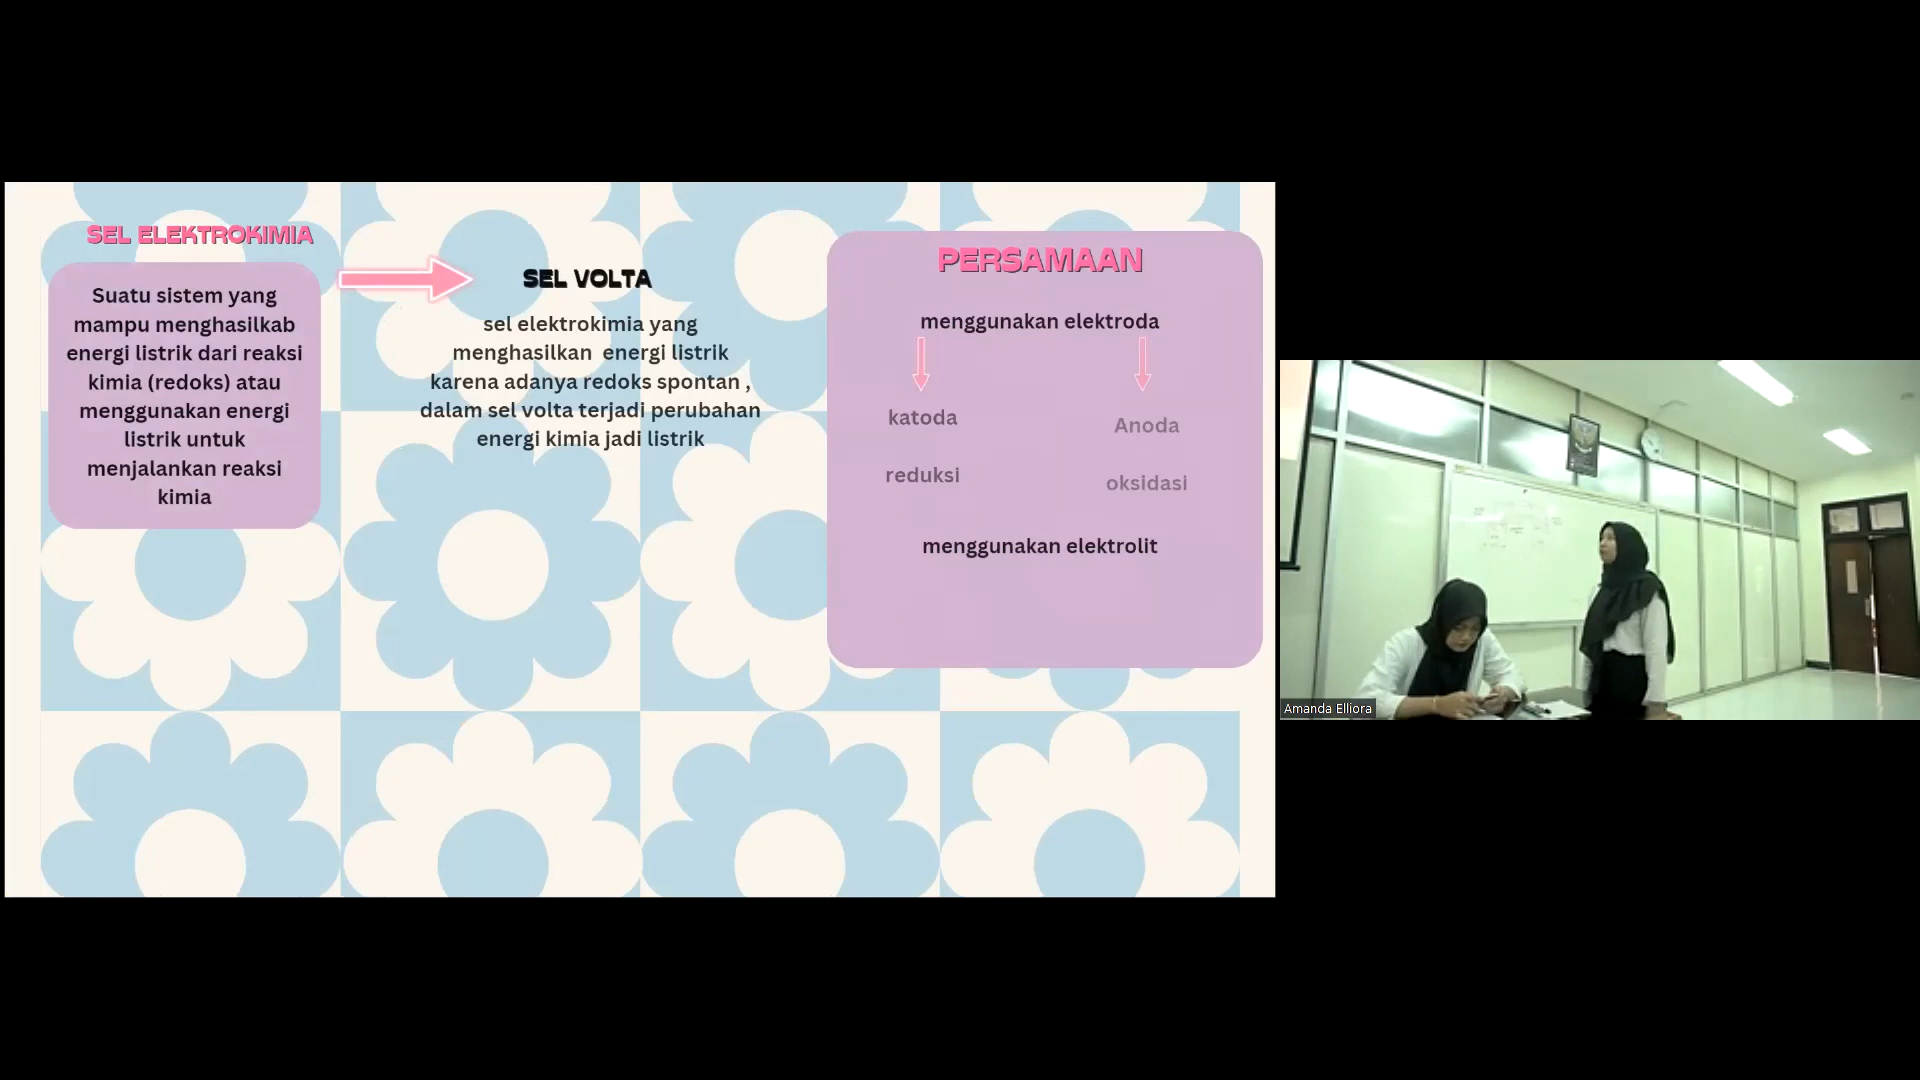 SEL ELEKTROKIMIA
Suatu sistem yang
mampu menghasilkab
energi listrik dari reaksi
kimia (redoks) atau
menggunakan energi
listrik untuk
menjalankan reaksi
kimia
SEL VOLTA
sel elektrokimia yang
menghasilkan energi listrik
karena adanya redoks spontan ,
dalam sel volta terjadi perubahan
energi kimia jadi listrik
PERSAMAAN
menggunakan elektroda
katoda
Anoda
reduksi
oksidasi
menggunakan elektrolit
Amanda Elliora